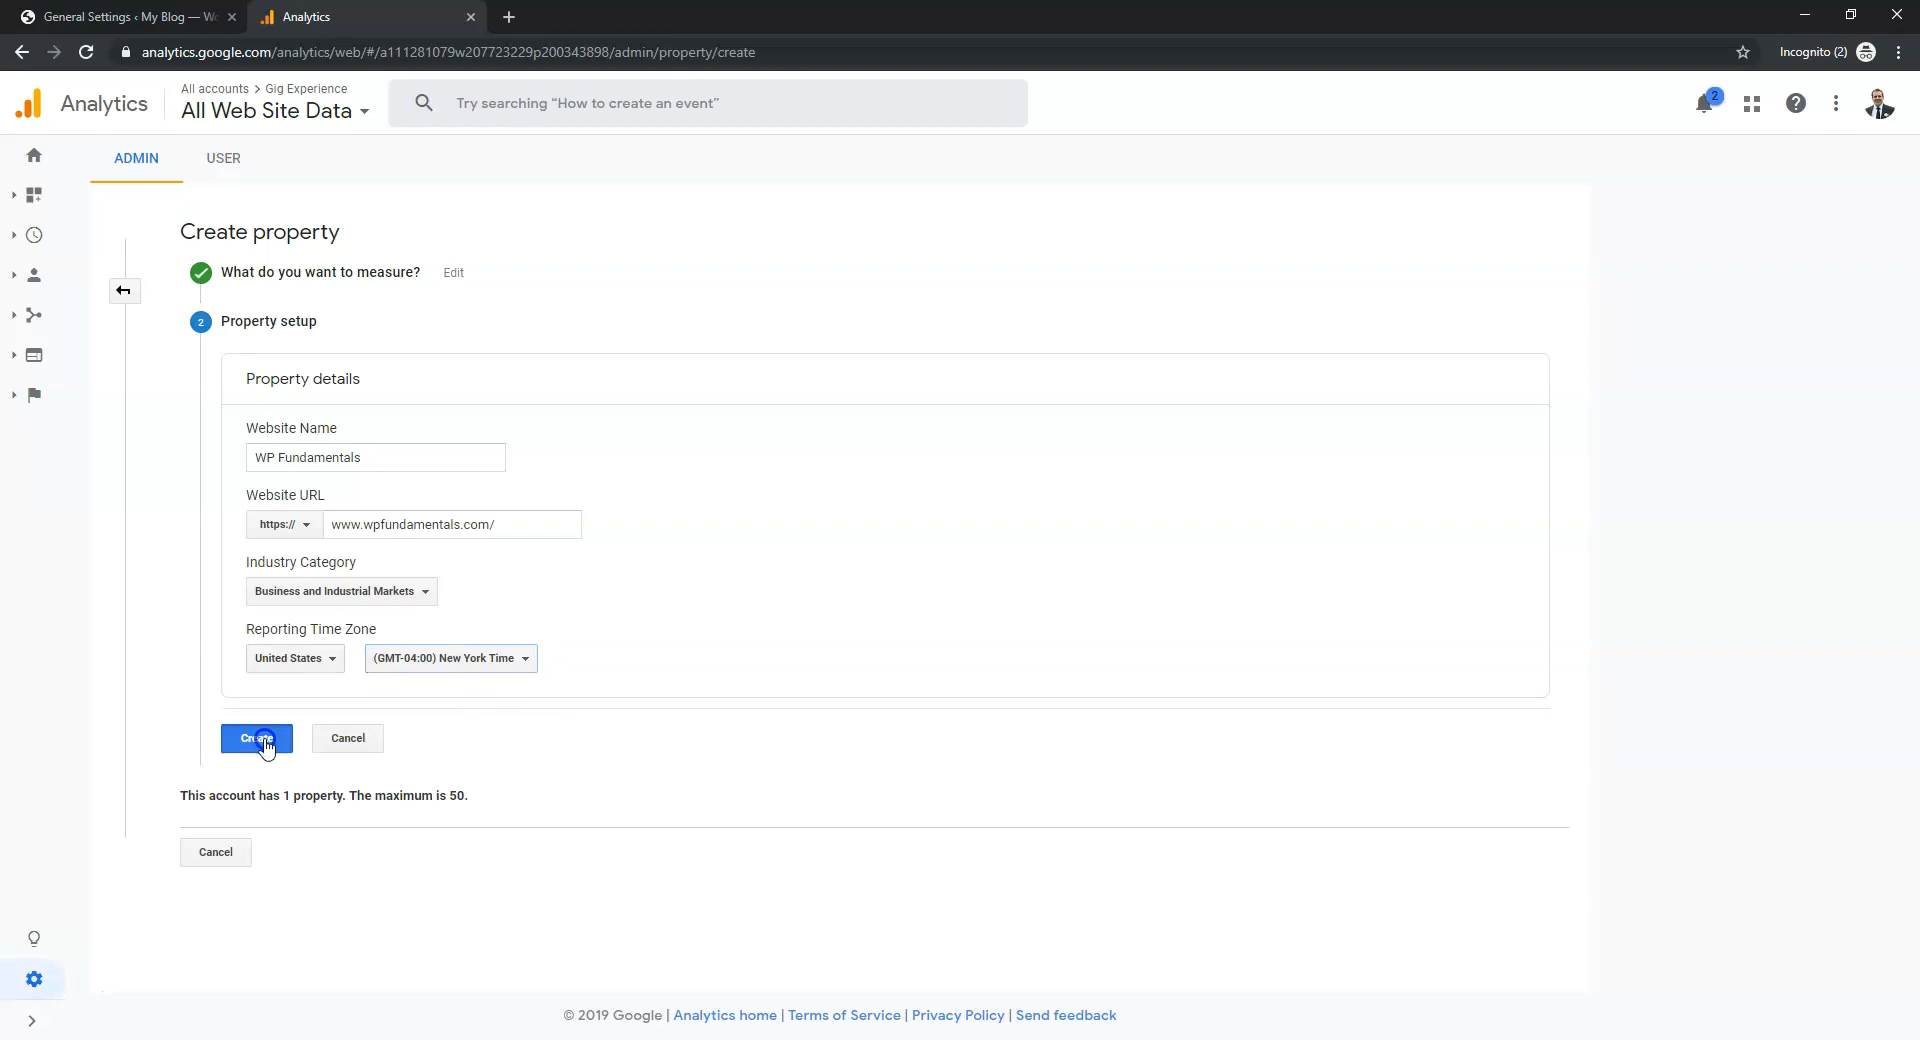 General Settings ‹ My Blog — Wo
Analytics
analytics.google.com/analytics/web/#/a111281079w207723229p200343898/admin/property/create
Incognito (2)
Analytics
All accounts > Gig Experience
All Web Site Data
Try searching “How to create an event”
2
ADMIN
USER
Create property
What do you want to measure?
Edit
2
Property setup
Property details
Website Name
WP Fundamentals
Website URL
https://
www.wpfundamentals.com/
Industry Category
Business and Industrial Markets
Reporting Time Zone
United States
(GMT-04:00) New York Time
Create
Cancel
This account has 1 property. The maximum is 50.
Cancel
© 2019 Google | Analytics home | Terms of Service | Privacy Policy | Send feedback